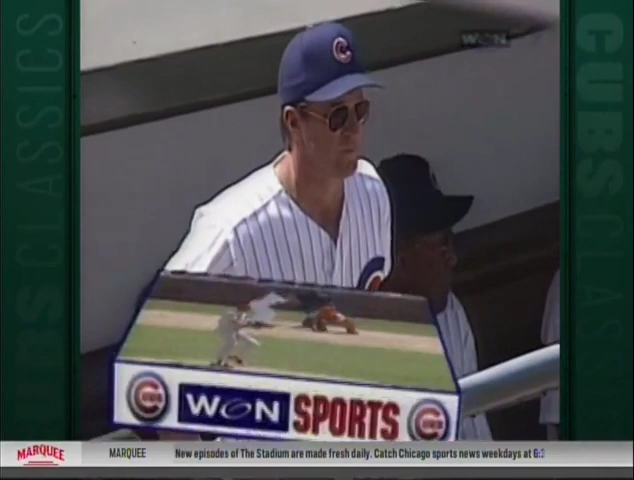 CUBS CLASSICS
WGN
CUBS CLASSICS
WGN SPORTS
MARQUEE
MARQUEE
New episodes of The Stadium are made fresh daily. Catch Chicago sports news weekdays at 6: